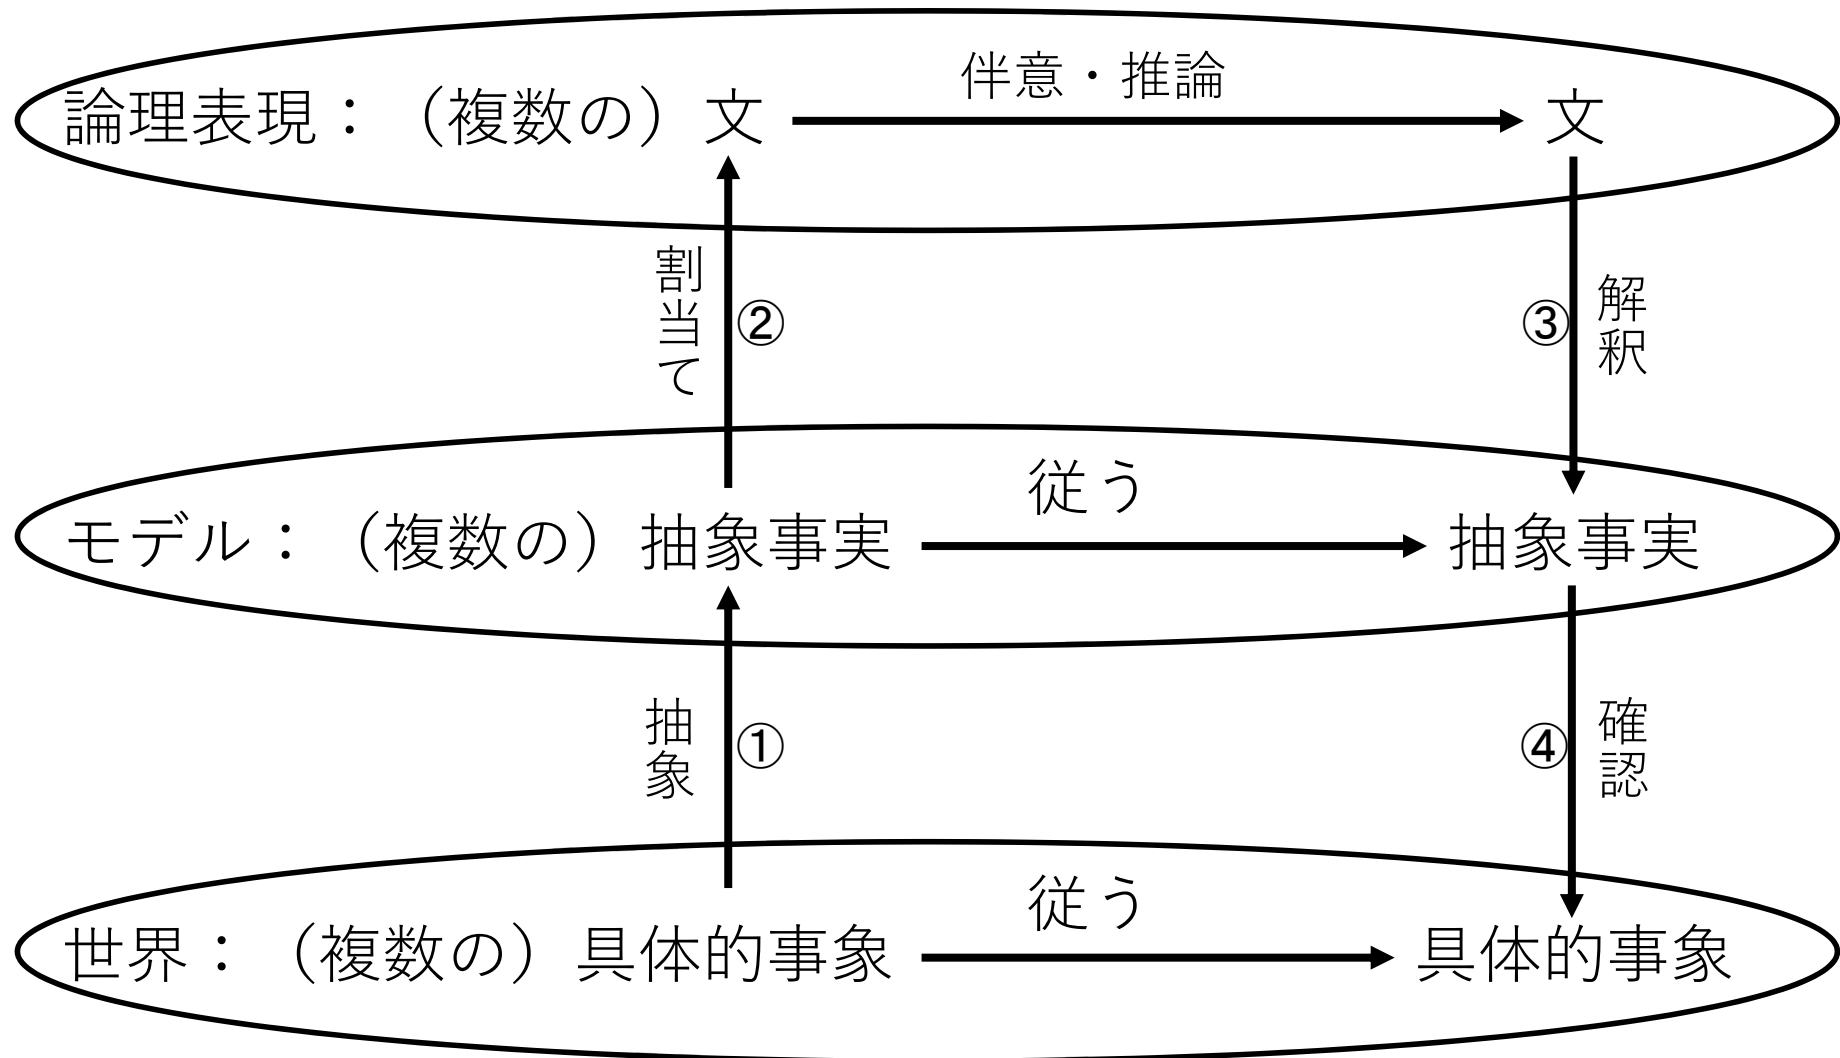 伴意・推論
論理表現：（複数の）文
文
割当て
②
③
解釈
従う
モデル：（複数の）抽象事実
抽象事実
抽象
①
④
確認
従う
世界：（複数の）具体的事象
具体的事象